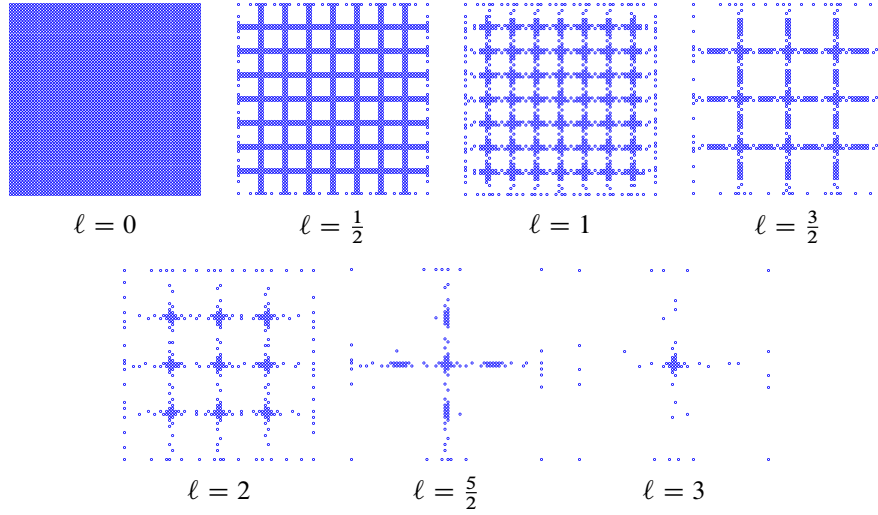 ℓ = 0
ℓ = 1/2
ℓ = 1
ℓ = 3/2
ℓ = 2
ℓ = 5/2
ℓ = 3